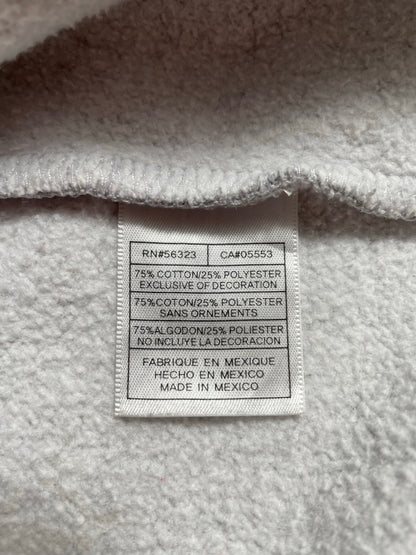 RN#56323 CA#05553
75% COTTON/25% POLYESTER
EXCLUSIVE OF DECORATION
75%COTON/25% POLYESTER
SANS ORNEMENTS
75%ALGODON/25% POLIESTER
NO INCLUYE LA DECORACION
FABRIQUE EN MEXIQUE
HECHO EN MEXICO
MADE IN MEXICO